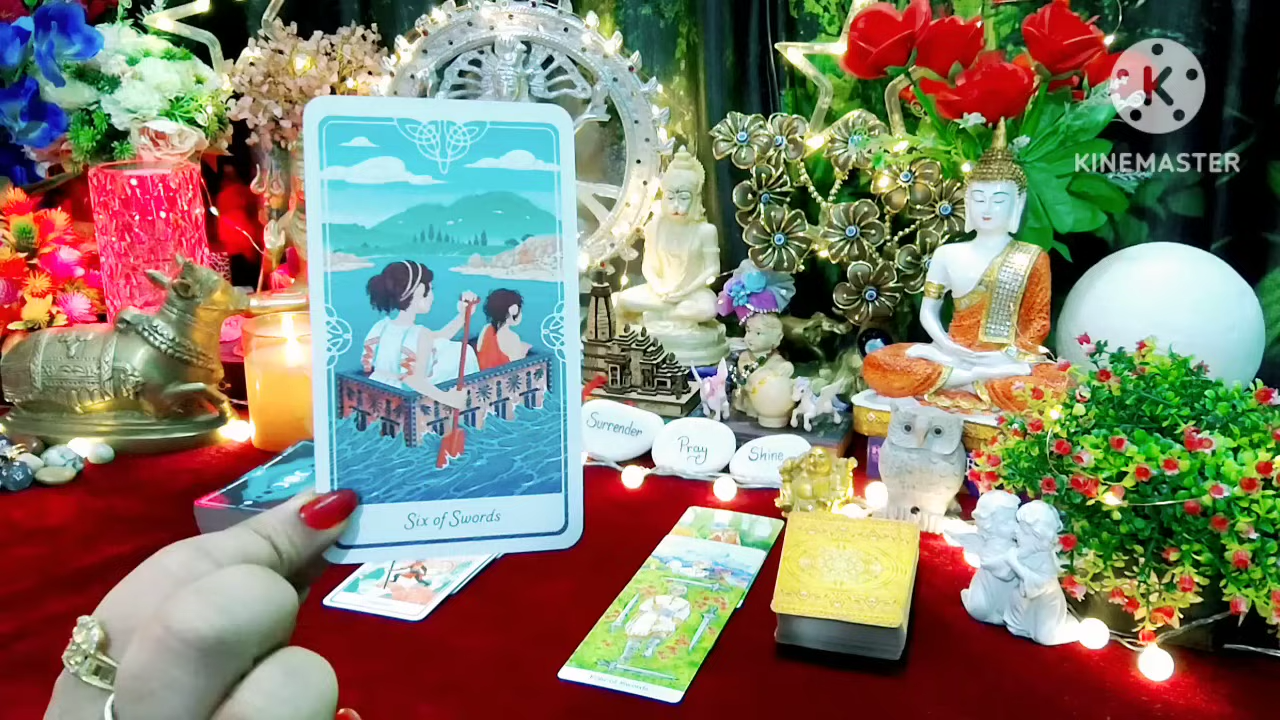 K
KINEMASTER
Surrender
Pray
Shine
Six of Swords